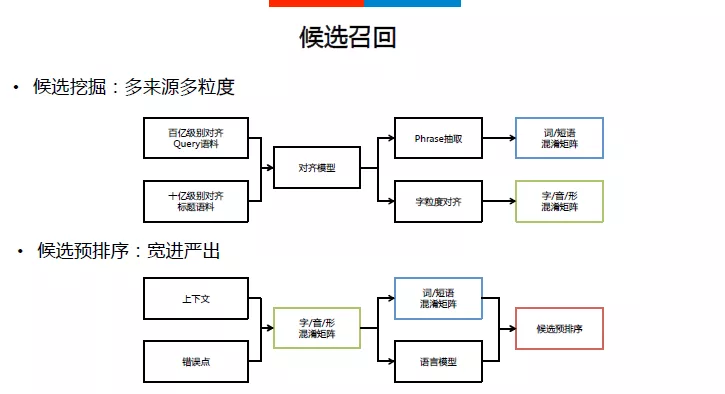 候选召回
• 候选挖掘：多来源多粒度
百亿级别对齐
Query语料
十亿级别对齐
标题语料
对齐模型
Phrase抽取
字粒度对齐
词/短语
混淆矩阵
字/音/形
混淆矩阵
• 候选预排序：宽进严出
上下文
错误点
字/音/形
混淆矩阵
词/短语
混淆矩阵
语言模型
候选预排序